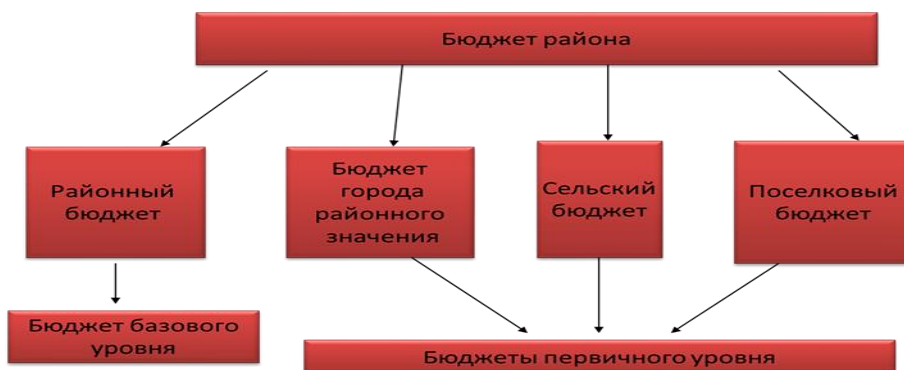 Бюджет района
Районный
бюджет
Бюджет
города
районного
значения
Сельский
бюджет
Поселковый
бюджет
Бюджет базового
уровня
Бюджеты первичного уровня